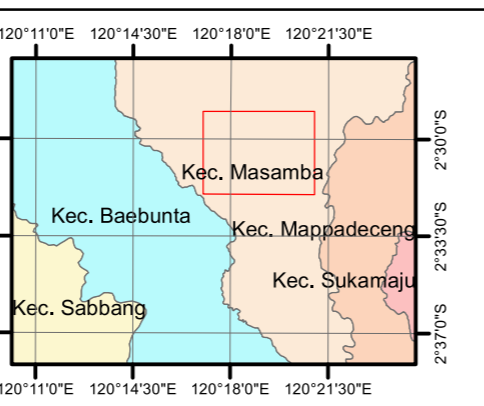 120°11'0"E 120°14'30"E 120°18'0"E 120°21'30"E
2°30'0"S
Kec. Masamba
Kec. Baebunta
Kec. Mappadeceng
2°33'30"S
Kec. Sukamaju
Kec. Sabbang
2°37'0"S
120°11'0"E 120°14'30"E 120°18'0"E 120°21'30"E